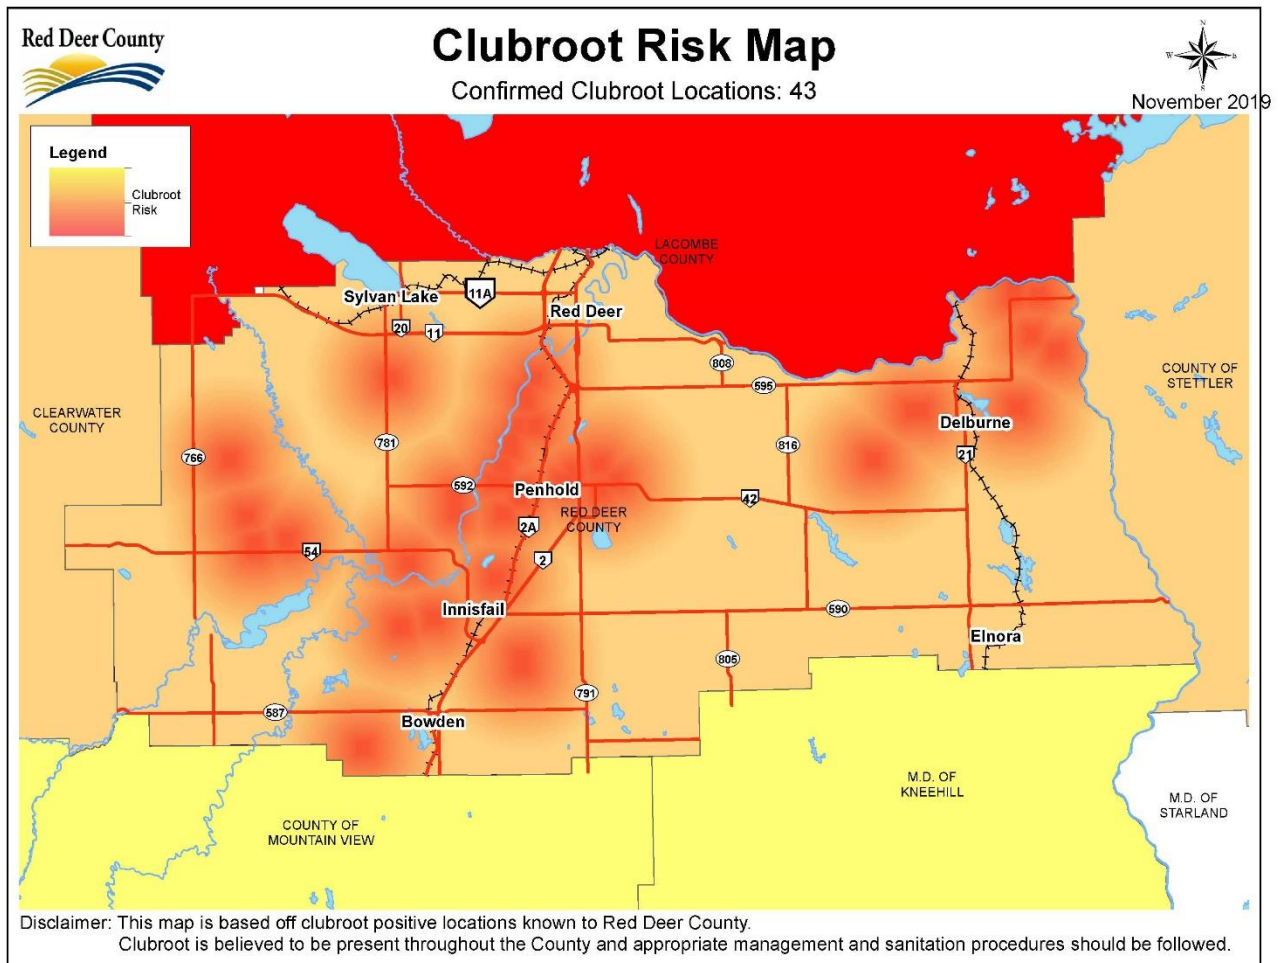 Red Deer County
Clubroot Risk Map
Confirmed Clubroot Locations: 43
N
W
E
S
November 2019
Legend
Clubroot
Risk
LACOMBE
COUNTY
Sylvan Lake
11A
Red Deer
20
11
808
595
COUNTY OF
STETTLER
CLEARWATER
COUNTY
Delburne
766
781
816
21
592
Penhold
42
RED DEER
COUNTY
2A
54
2
Innisfail
590
Elnora
805
791
587
Bowden
M.D. OF
KNEEHILL
M.D. OF
STARLAND
COUNTY OF
MOUNTAIN VIEW
Disclaimer: This map is based off clubroot positive locations known to Red Deer County.
Clubroot is believed to be present throughout the County and appropriate management and sanitation procedures should be followed.